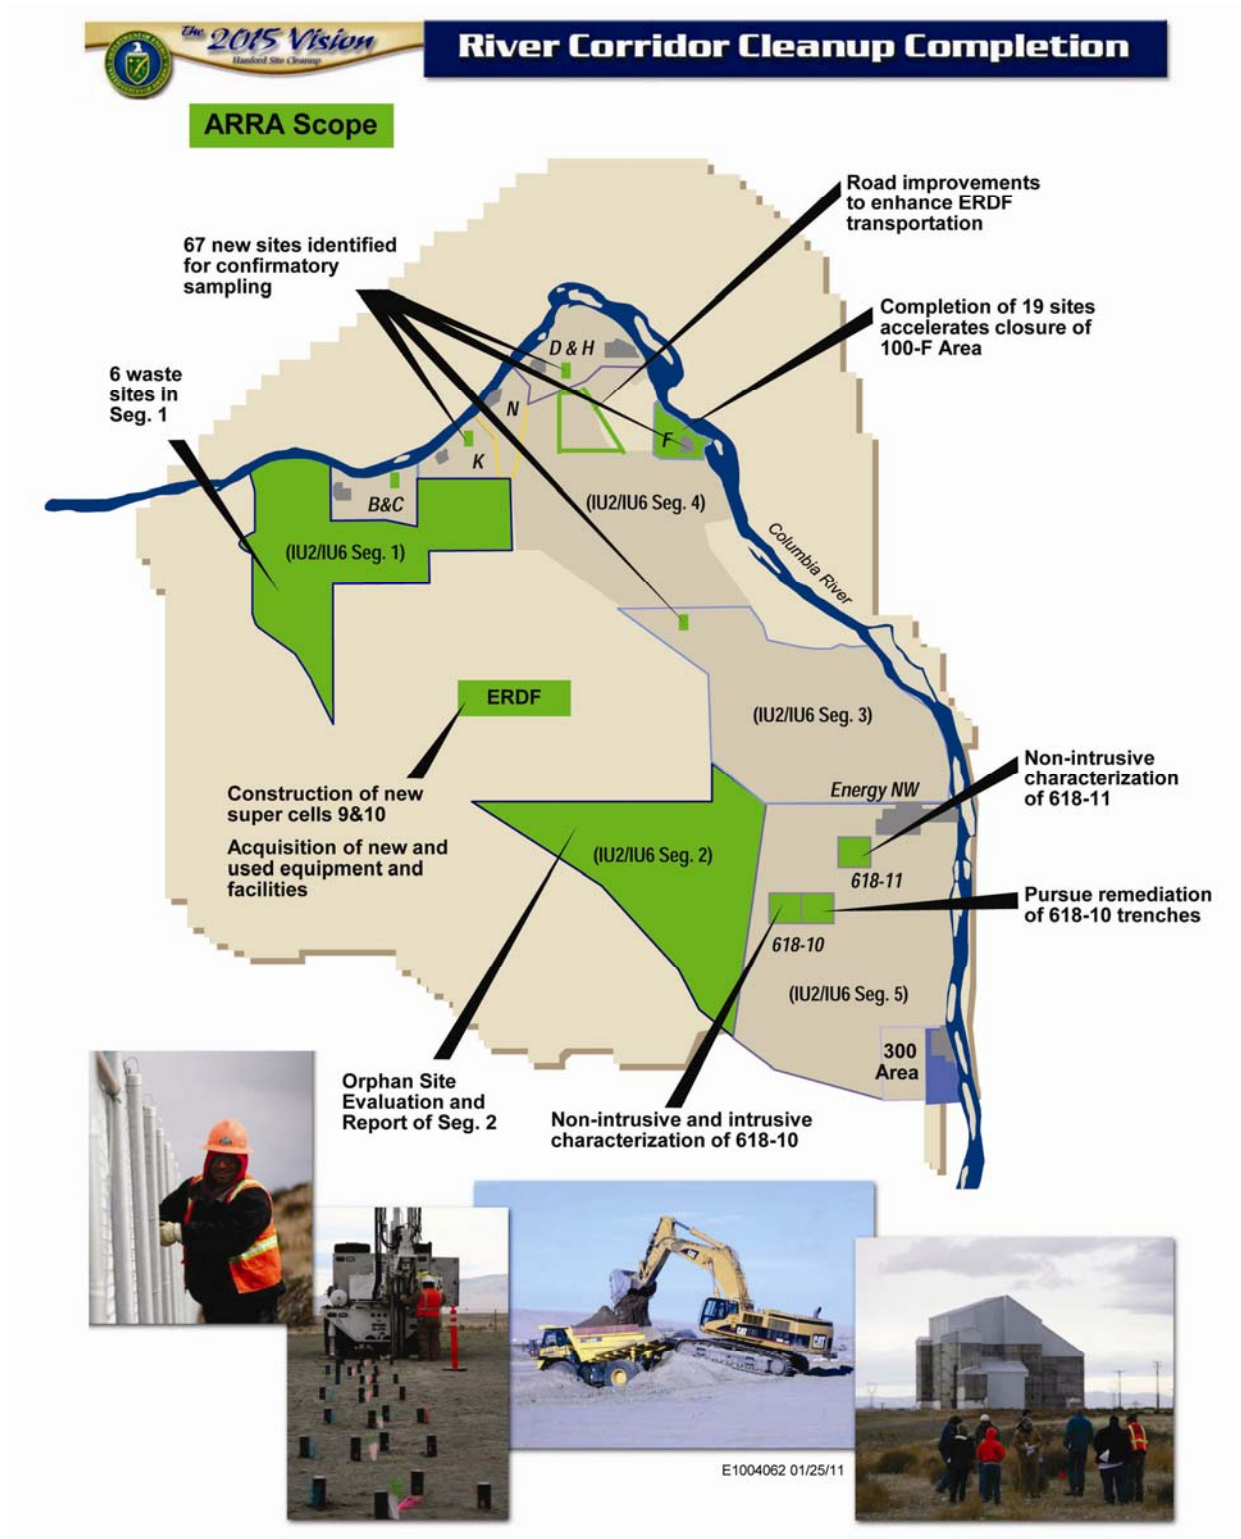 The 2015 Vision
Hanford Site Cleanup
River Corridor Cleanup Completion
ARRA Scope
Road improvements
to enhance ERDF
transportation
67 new sites identified
for confirmatory
sampling
Completion of 19 sites
accelerates closure of
100-F Area
6 waste
sites in
Seg. 1
D & H
N
F
K
B&C
(IU2/IU6 Seg. 4)
(IU2/IU6 Seg. 1)
Columbia River
ERDF
(IU2/IU6 Seg. 3)
Non-intrusive
characterization
of 618-11
Energy NW
Construction of new
super cells 9&10
Acquisition of new and
used equipment and
facilities
(IU2/IU6 Seg. 2)
618-11
Pursue remediation
of 618-10 trenches
618-10
(IU2/IU6 Seg. 5)
300
Area
Orphan Site
Evaluation and
Report of Seg. 2
Non-intrusive and intrusive
characterization of 618-10
CAT
CAT
E1004062 01/25/11